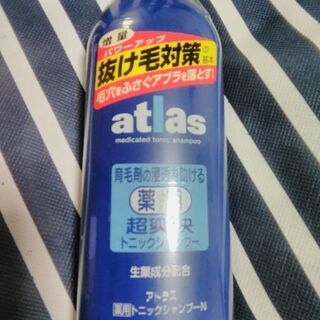 増量
パワーアップ
抜け毛対策の基本
毛穴をふさぐアブラを落とす!
atlas
medicated tonic shampoo
育毛剤の浸透を助ける
薬用
超爽快
トニックシャンプー
生薬成分配合
アトラス
薬用トニックシャンプーN